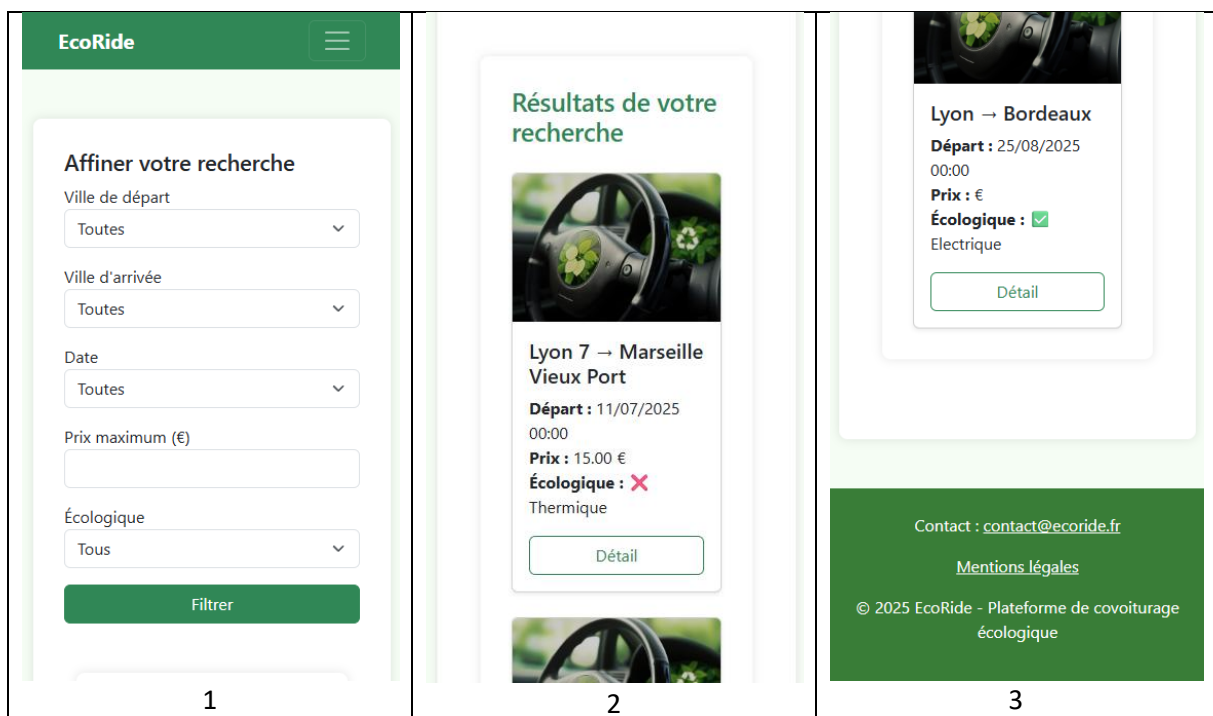 EcoRide
Affiner votre recherche
Ville de départ
Toutes
Ville d'arrivée
Toutes
Date
Toutes
Prix maximum (€)
Écologique
Tous
Filtrer
1
Résultats de votre
recherche
Lyon 7 → Marseille
Vieux Port
Départ : 11/07/2025
00:00
Prix : 15.00 €
Écologique : ❌
Thermique
Détail
2
Lyon → Bordeaux
Départ : 25/08/2025
00:00
Prix : €
Écologique : ✅
Electrique
Détail
Contact : contact@ecoride.fr
Mentions légales
© 2025 EcoRide - Plateforme de covoiturage
écologique
3